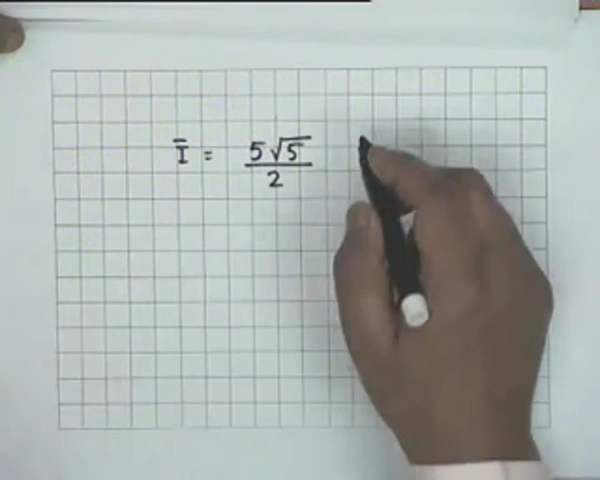 Ī = 5√5 / 2